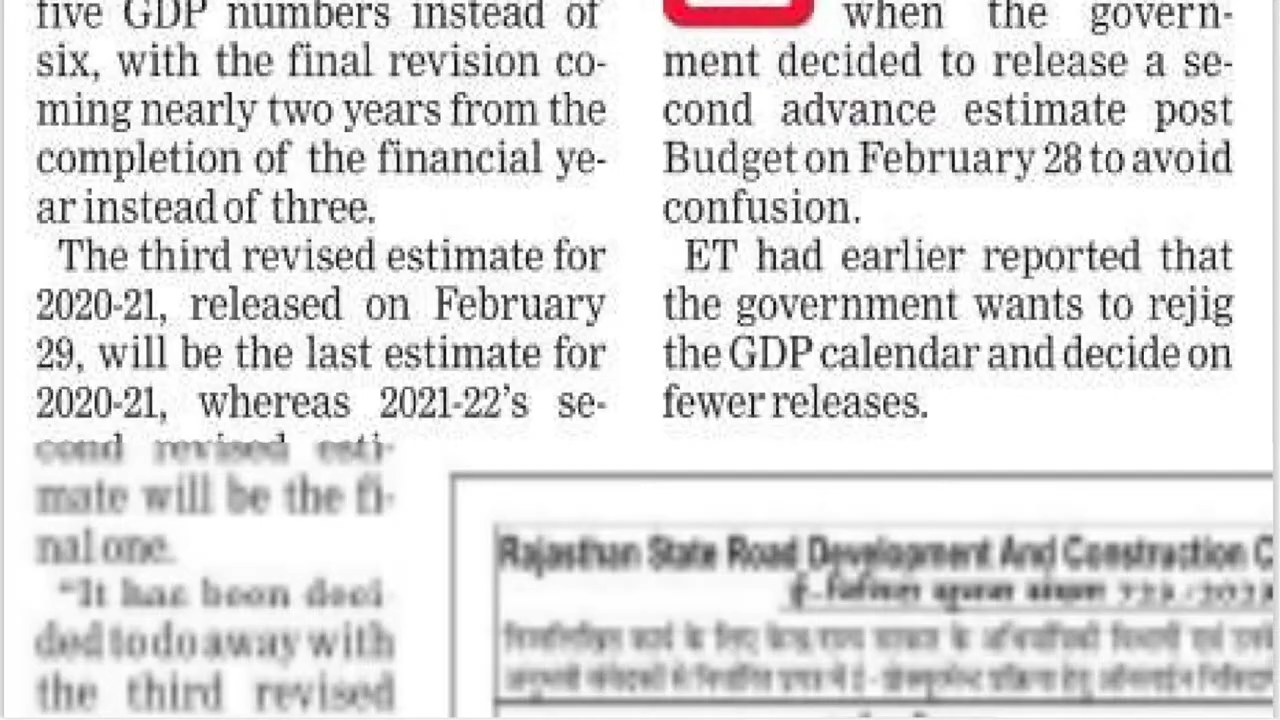 five GDP numbers instead of
six, with the final revision co-
ming nearly two years from the
completion of the financial ye-
ar instead of three.
The third revised estimate for
2020-21, released on February
29, will be the last estimate for
2020-21, whereas 2021-22's se-
cond revised esti-
mate will be the fi-
nal one.
"It has been deci
ded to do away with
the third revised
when the govern-
ment decided to release a se-
cond advance estimate post
Budget on February 28 to avoid
confusion.
ET had earlier reported that
the government wants to rejig
the GDP calendar and decide on
fewer releases.
Rajasthan State Road Development And Construction C